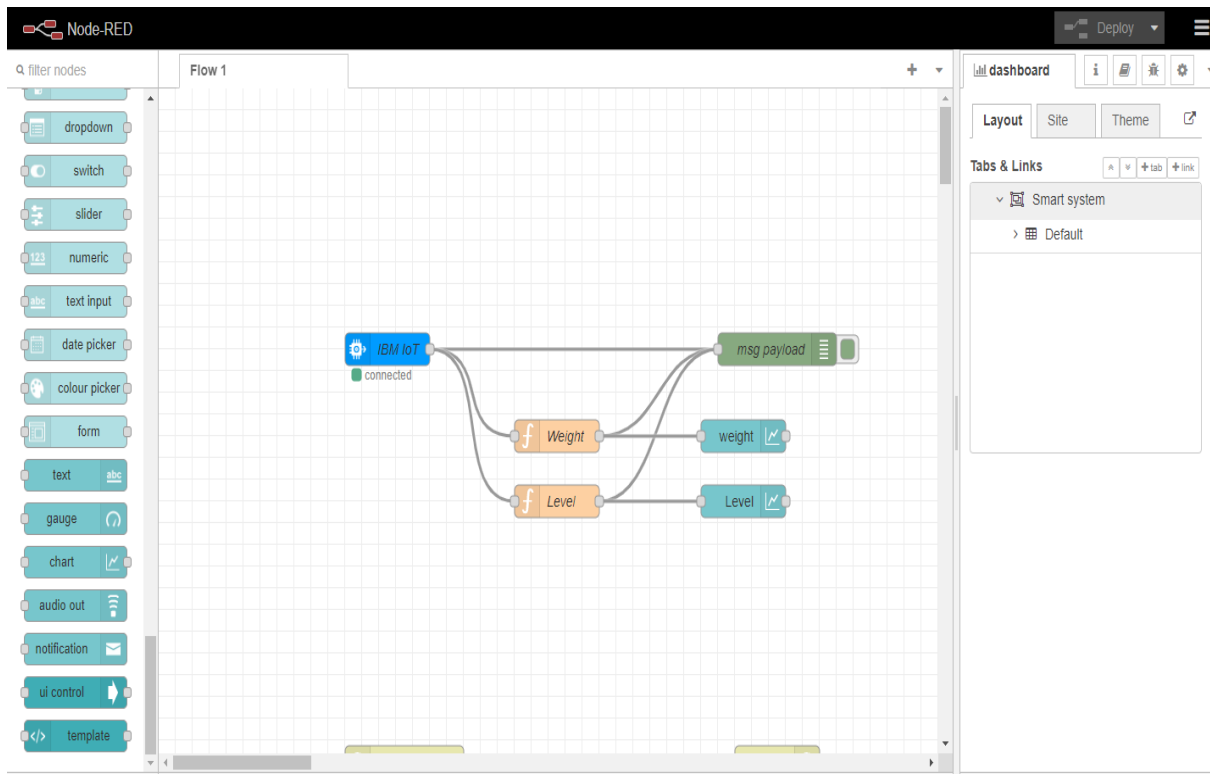 Node-RED
Deploy
filter nodes
dropdown
switch
slider
123 numeric
abc text input
date picker
colour picker
form
text abc
gauge
chart
audio out
notification
ui control
</> template
Flow 1
IBM IoT
connected
msg payload
f Weight
weight
f Level
Level
dashboard
i
Layout Site Theme
Tabs & Links
+ tab + link
Smart system
Default